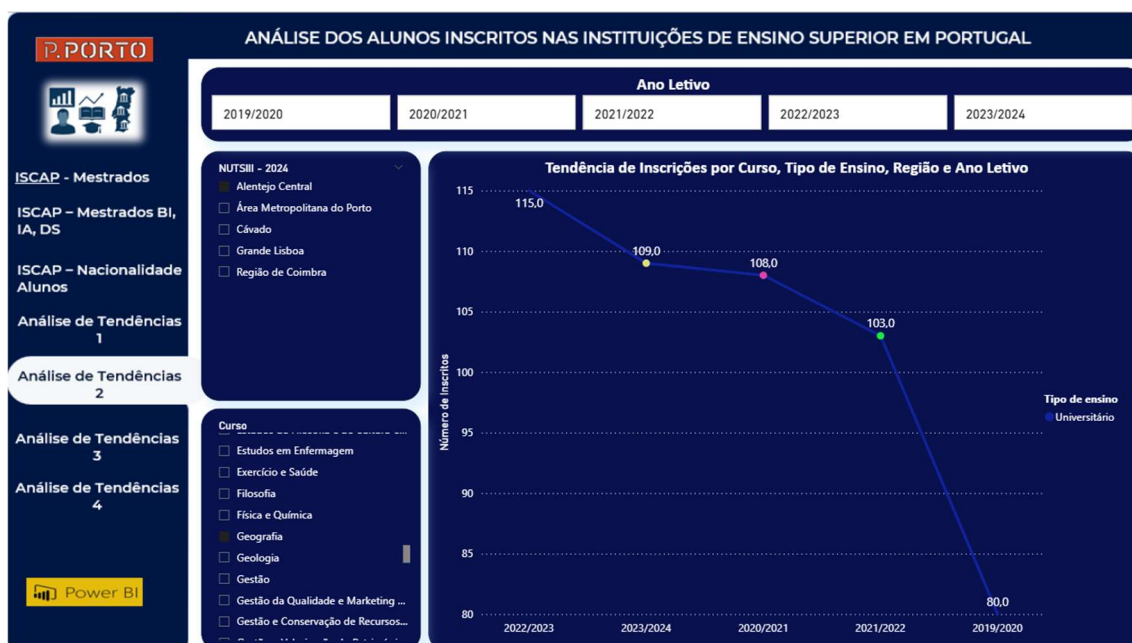 ANÁLISE DOS ALUNOS INSCRITOS NAS INSTITUIÇÕES DE ENSINO SUPERIOR EM PORTUGAL
P.PORTO
ISCAP - Mestrados
ISCAP – Mestrados BI,
IA, DS
ISCAP – Nacionalidade
Alunos
Análise de Tendências
1
Análise de Tendências
2
Análise de Tendências
3
Análise de Tendências
4
Power BI
Ano Letivo
2019/2020
2020/2021
2021/2022
2022/2023
2023/2024
NUTSIII - 2024
Alentejo Central
Área Metropolitana do Porto
Cávado
Grande Lisboa
Região de Coimbra
Curso
Estudos em Enfermagem
Exercício e Saúde
Filosofia
Física e Química
Geografia
Geologia
Gestão
Gestão da Qualidade e Marketing ...
Gestão e Conservação de Recursos...
Tendência de Inscrições por Curso, Tipo de Ensino, Região e Ano Letivo
Número de Inscritos
115
110
105
100
95
90
85
80
115,0
109,0
108,0
103,0
80,0
2022/2023
2023/2024
2020/2021
2021/2022
2019/2020
Tipo de ensino
Universitário